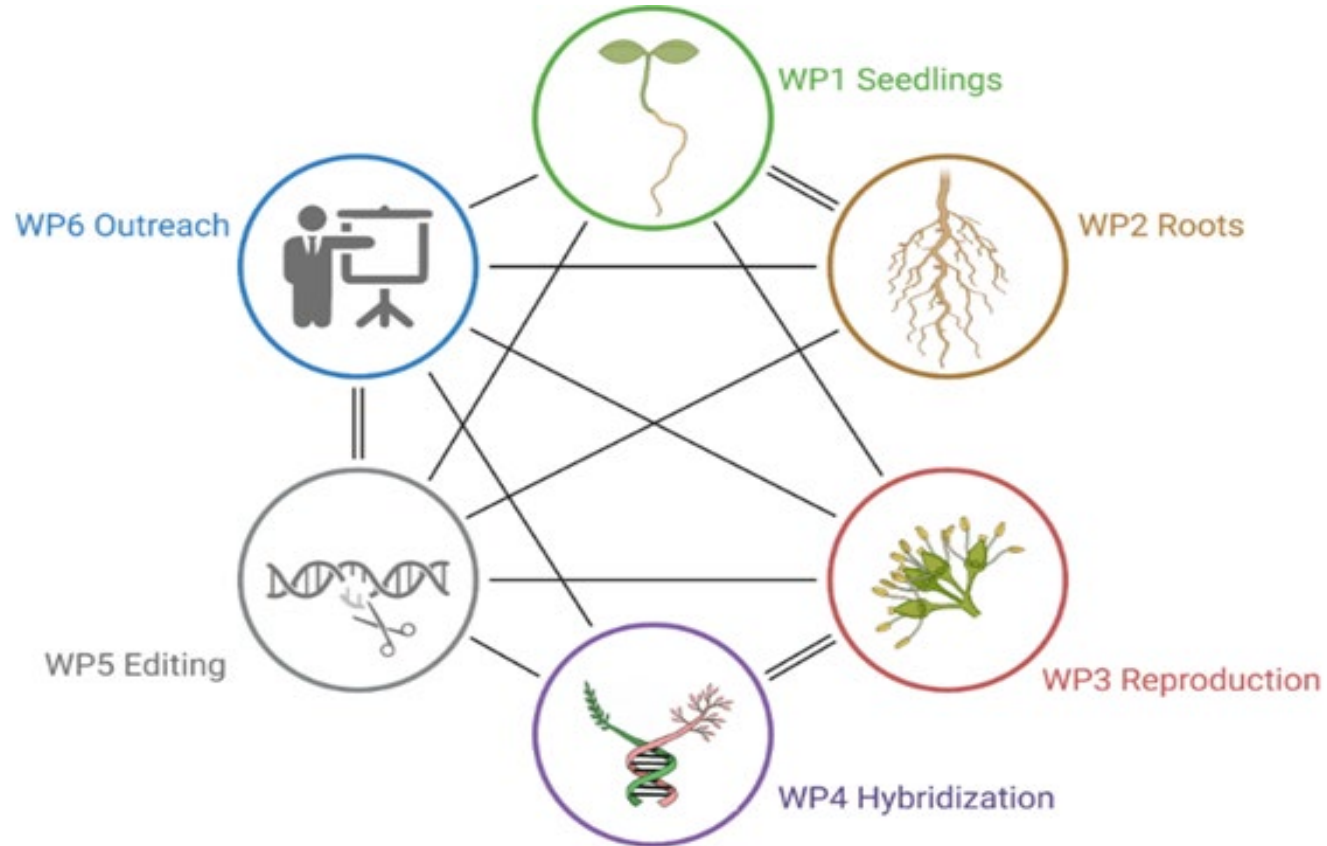 WP1 Seedlings
WP6 Outreach
WP2 Roots
WP5 Editing
WP3 Reproduction
WP4 Hybridization